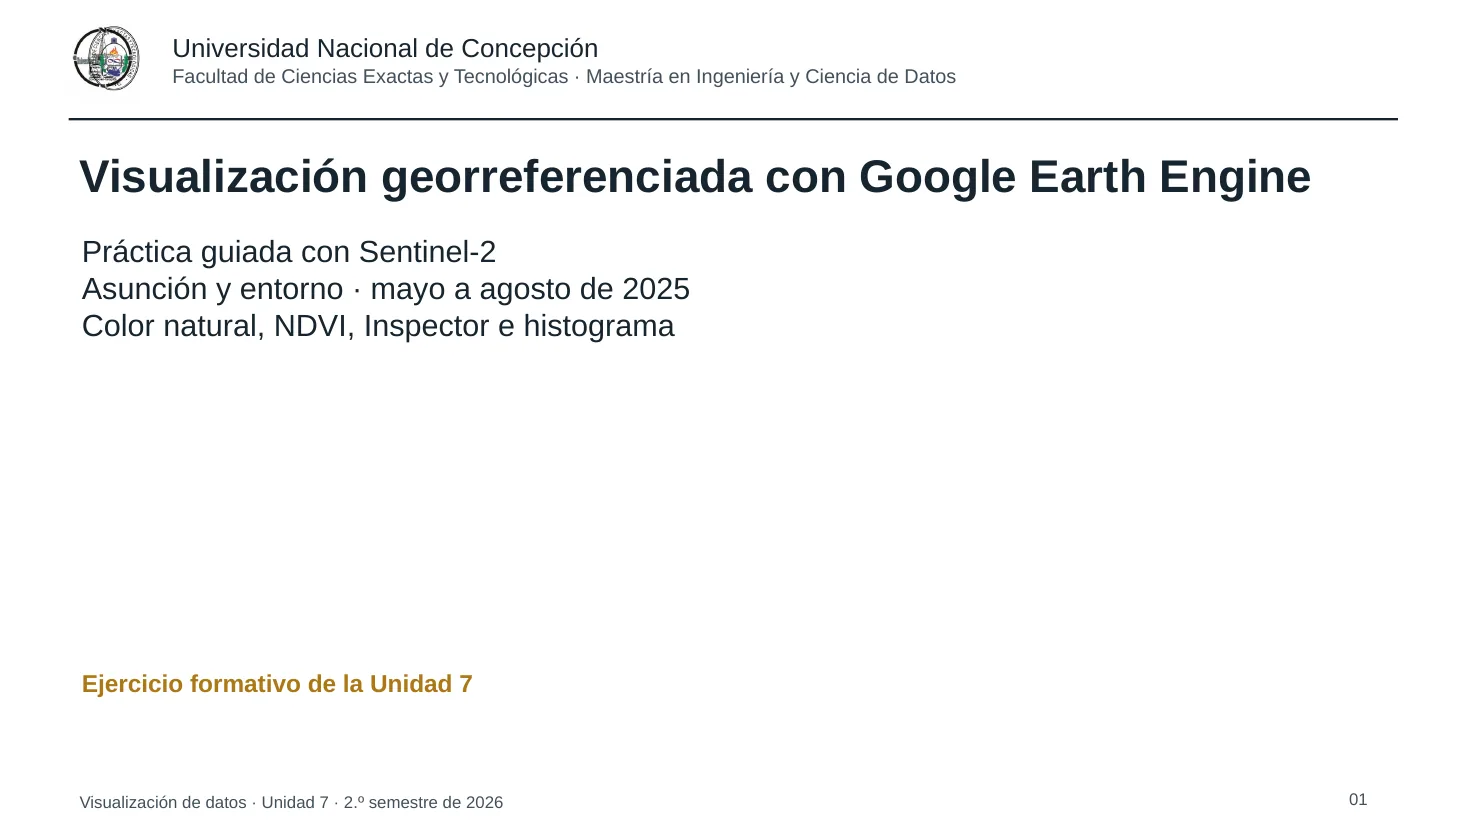 Universidad Nacional de Concepción
Facultad de Ciencias Exactas y Tecnológicas · Maestría en Ingeniería y Ciencia de Datos
Visualización georreferenciada con Google Earth Engine
Práctica guiada con Sentinel-2
Asunción y entorno · mayo a agosto de 2025
Color natural, NDVI, Inspector e histograma
Ejercicio formativo de la Unidad 7
Visualización de datos · Unidad 7 · 2.º semestre de 2026
01